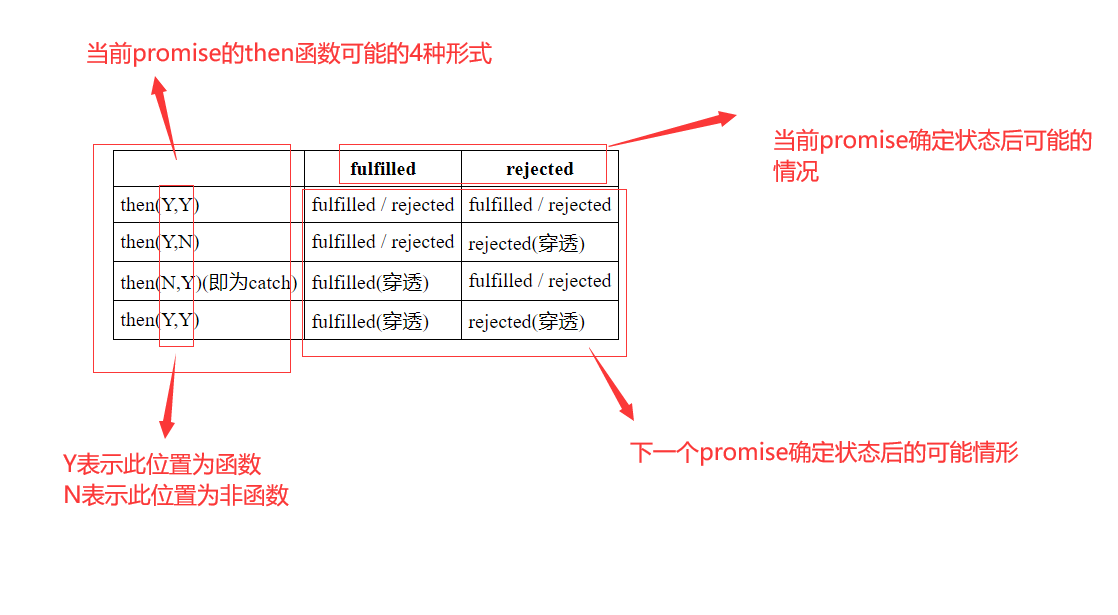 当前promise的then函数可能的4种形式
当前promise确定状态后可能的
情况
fulfilled rejected
then(Y,Y) fulfilled / rejected fulfilled / rejected
then(Y,N) fulfilled / rejected rejected(穿透)
then(N,Y)(即为catch) fulfilled(穿透) fulfilled / rejected
then(Y,Y) fulfilled(穿透) rejected(穿透)
下一个promise确定状态后的可能情形
Y表示此位置为函数
N表示此位置为非函数